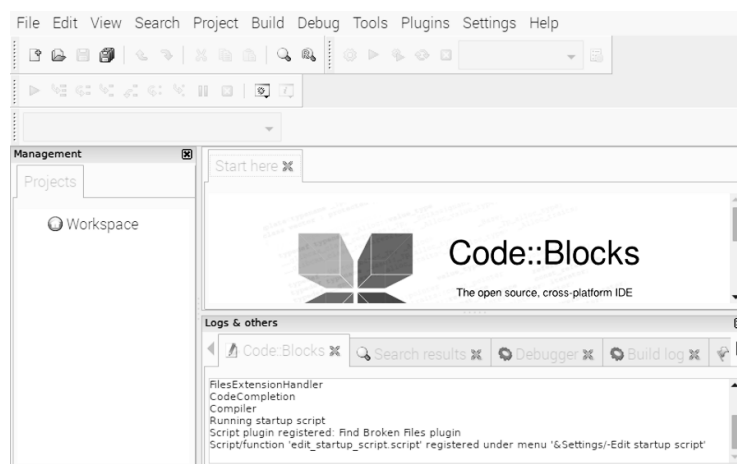 File Edit View Search Project Build Debug Tools Plugins Settings Help
Management
Projects
Workspace
Start here
Code::Blocks
The open source, cross-platform IDE
Logs & others
Code::Blocks Search results Debugger Build log
FilesExtensionHandler
CodeCompletion
Compiler
Running startup script
Script plugin registered: Find Broken Files plugin
Script/function 'edit_startup_script.script' registered under menu '&Settings/-Edit startup script'